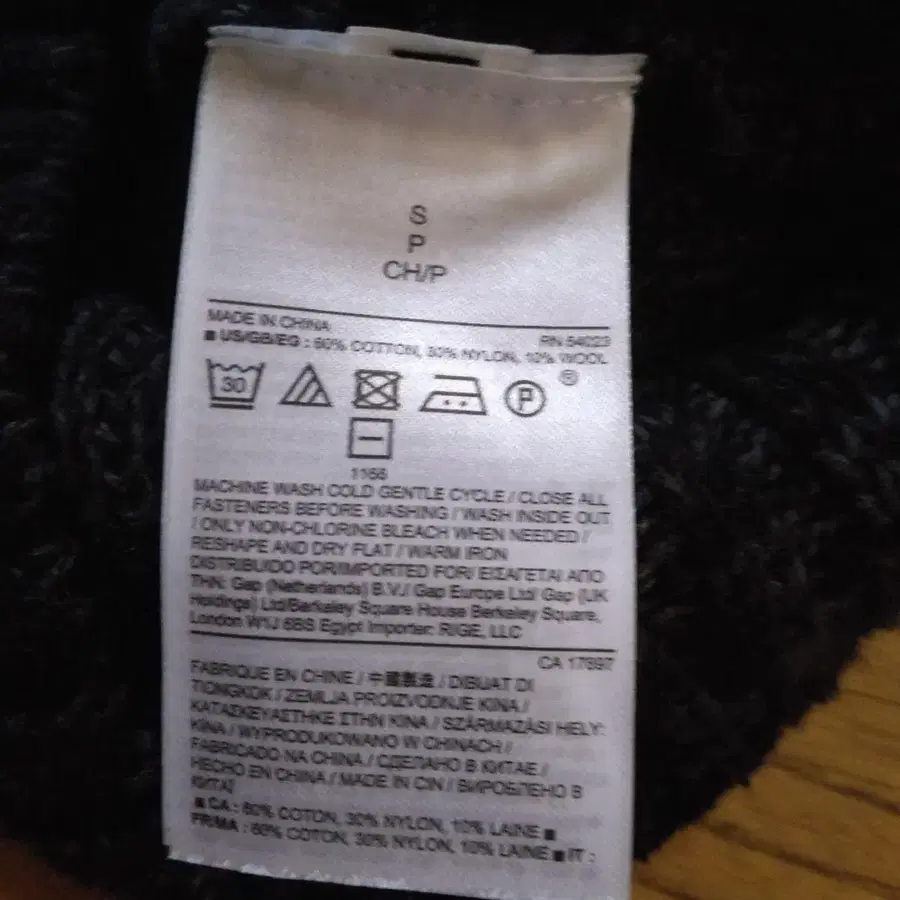 S
P
CH/P
MADE IN CHINA
RN 54023
■ US/GB/EG : 60% COTTON, 30% NYLON, 10% WOOL
30
P
®
1166
MACHINE WASH COLD GENTLE CYCLE / CLOSE ALL
FASTENERS BEFORE WASHING / WASH INSIDE OUT
/ ONLY NON-CHLORINE BLEACH WHEN NEEDED /
RESHAPE AND DRY FLAT / WARM IRON
DISTRIBUIDO POR/IMPORTED FOR/ ΕΙΣΑΓΕΤΑΙ ΑΠΟ
ΤΗΝ: Gap (Netherlands) B.V./ Gap Europe Ltd/ Gap (UK
Holdings) Ltd/Berkeley Square House Berkeley Square,
London W1J 6BS Egypt Importer: RIGE, LLC
CA 17897
FABRIQUE EN CHINE / 中國製造 / DIBUAT DI
TIONGKOK / ZEMLJA PROIZVODNJE KINA /
ΚΑΤΑΣΚΕΥΑΣΤΗΚΕ ΣΤΗΝ ΚΙΝΑ / SZÁRMAZÁSI HELY:
KÍNA / WYPRODUKOWANO W CHINACH /
FABRICADO NA CHINA / СДЕЛАНО В КИТАЕ /
HECHO EN CHINA / MADE IN CIN / ВИРОБЛЕНО В
КИТАЇ
■ CA : 60% COTON, 30% NYLON, 10% LAINE ■
FR/MA : 60% COTON, 30% NYLON, 10% LAINE ■ IT :